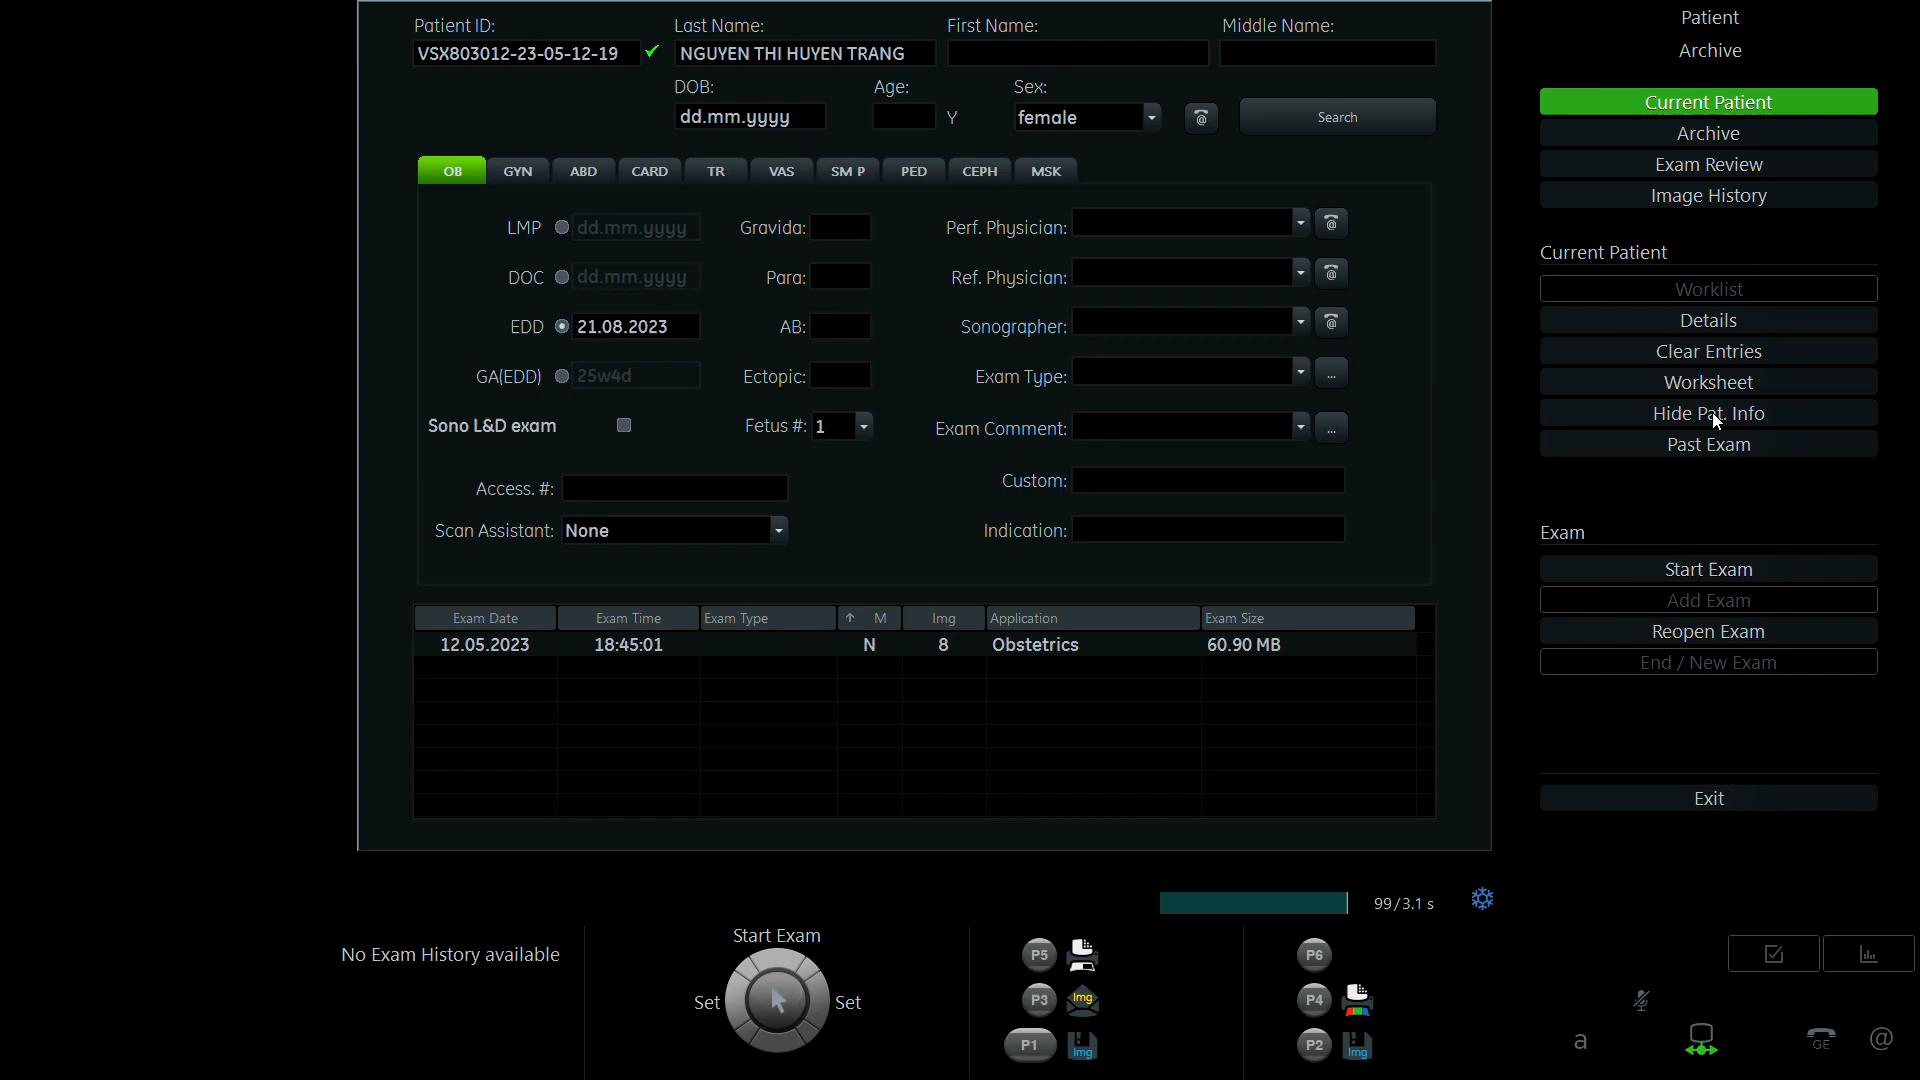 Patient ID: Last Name: First Name: Middle Name:
VSX803012-23-05-12-19 NGUYEN THI HUYEN TRANG
DOB: Age: Sex:
dd.mm.yyyy Y female @ Search
OB GYN ABD CARD TR VAS SM P PED CEPH MSK
LMP dd.mm.yyyy Gravida: Perf. Physician: @
DOC dd.mm.yyyy Para: Ref. Physician: @
EDD 21.08.2023 AB: Sonographer: @
GA(EDD) 25w4d Ectopic: Exam Type: ...
Sono L&D exam Fetus #: 1 Exam Comment: ...
Access. #: Custom:
Scan Assistant: None Indication:
Exam Date Exam Time Exam Type ↑ M Img Application Exam Size
12.05.2023 18:45:01 N 8 Obstetrics 60.90 MB
Patient
Archive
Current Patient
Archive
Exam Review
Image History
Current Patient
Worklist
Details
Clear Entries
Worksheet
Hide Pat. Info
Past Exam
Exam
Start Exam
Add Exam
Reopen Exam
End / New Exam
Exit
99/3.1 s
No Exam History available
Start Exam
Set Set
P5 P6
P3 Img P4
P1 Img P2 Img
a GE @